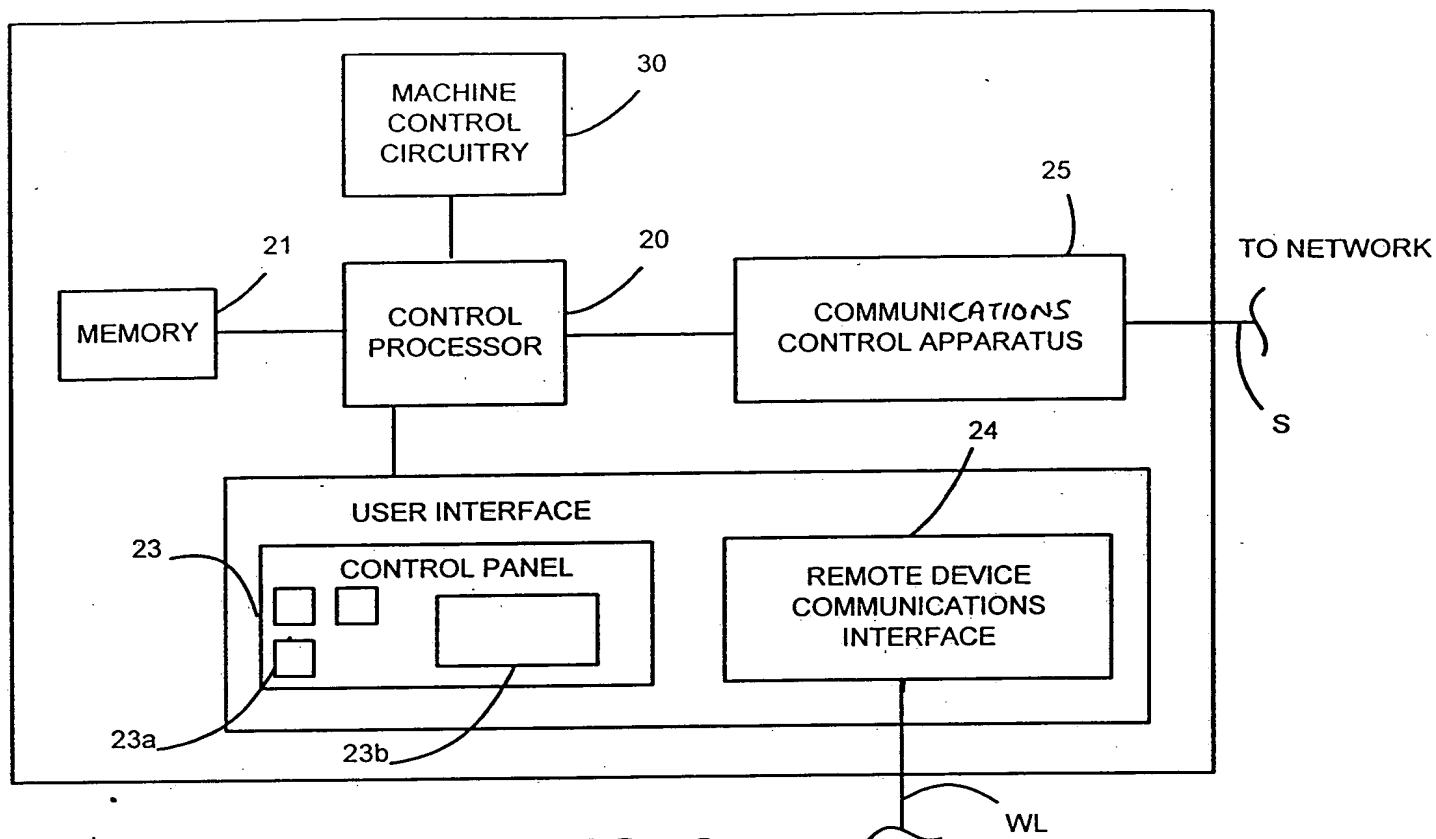 MACHINE
CONTROL
CIRCUITRY
30
25
TO NETWORK
21
20
MEMORY
CONTROL
PROCESSOR
COMMUNICATIONS
CONTROL APPARATUS
S
24
USER INTERFACE
23
CONTROL PANEL
REMOTE DEVICE
COMMUNICATIONS
INTERFACE
23a
23b
WL